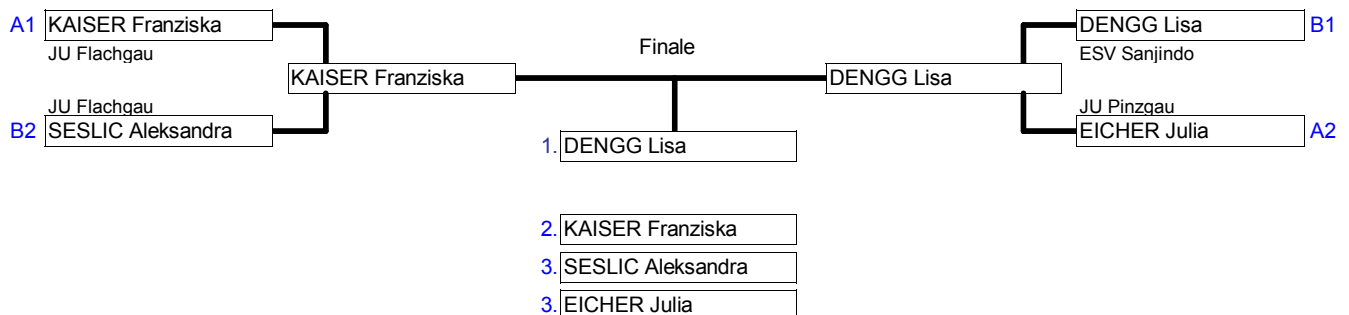 A1 KAISER Franziska
JU Flachgau
KAISER Franziska
JU Flachgau
B2 SESLIC Aleksandra
Finale
DENGG Lisa B1
ESV Sanjindo
DENGG Lisa
JU Pinzgau
EICHER Julia A2
1. DENGG Lisa
2. KAISER Franziska
3. SESLIC Aleksandra
3. EICHER Julia